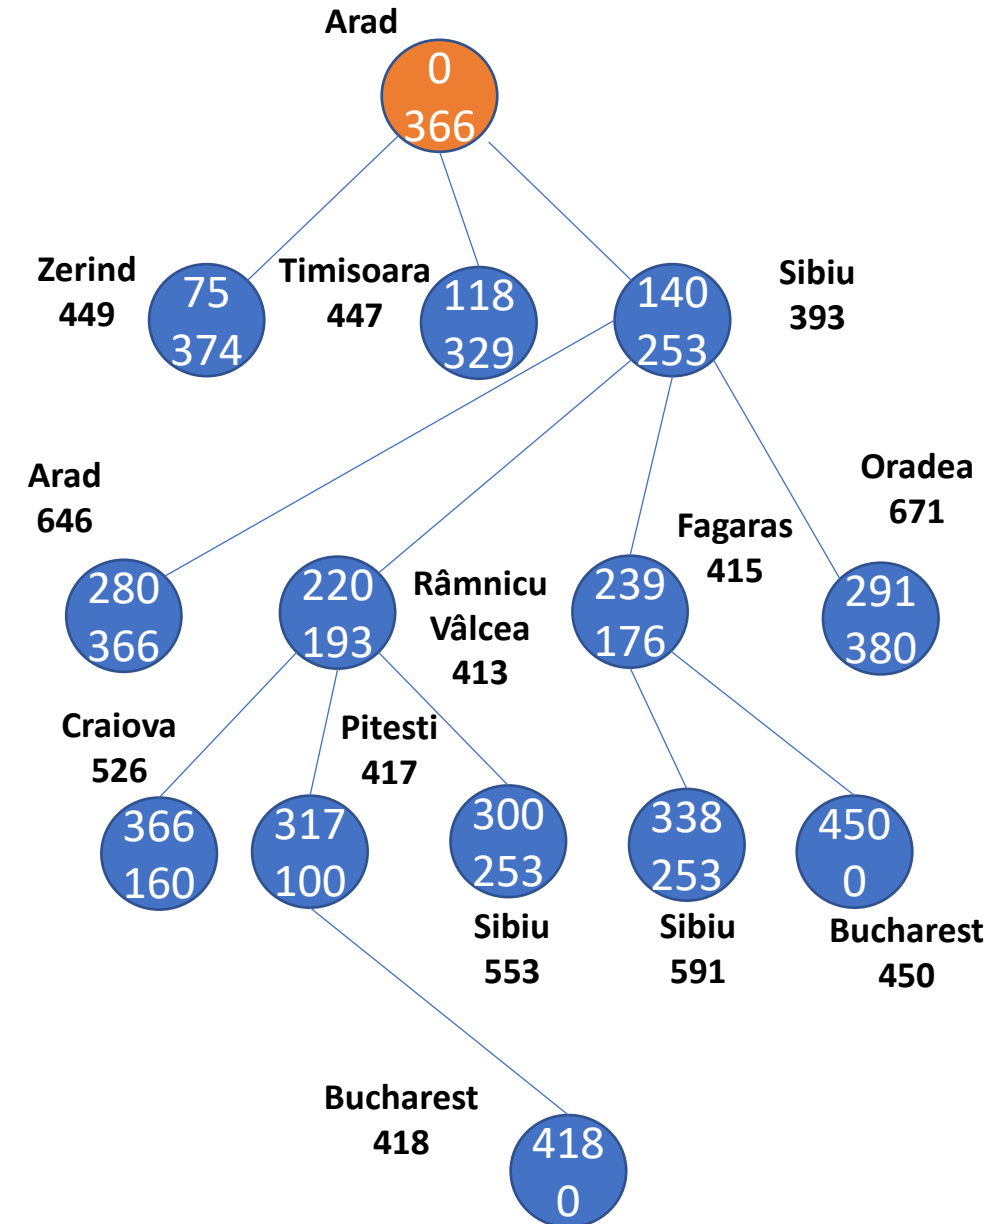 Arad
0
366
Zerind
449
75
374
Timisoara
447
118
329
140
253
Sibiu
393
Arad
646
280
366
220
193
Râmnicu
Vâlcea
413
239
176
Fagaras
415
Oradea
671
291
380
Craiova
526
366
160
Pitesti
417
317
100
300
253
Sibiu
553
338
253
Sibiu
591
450
0
Bucharest
450
Bucharest
418
418
0